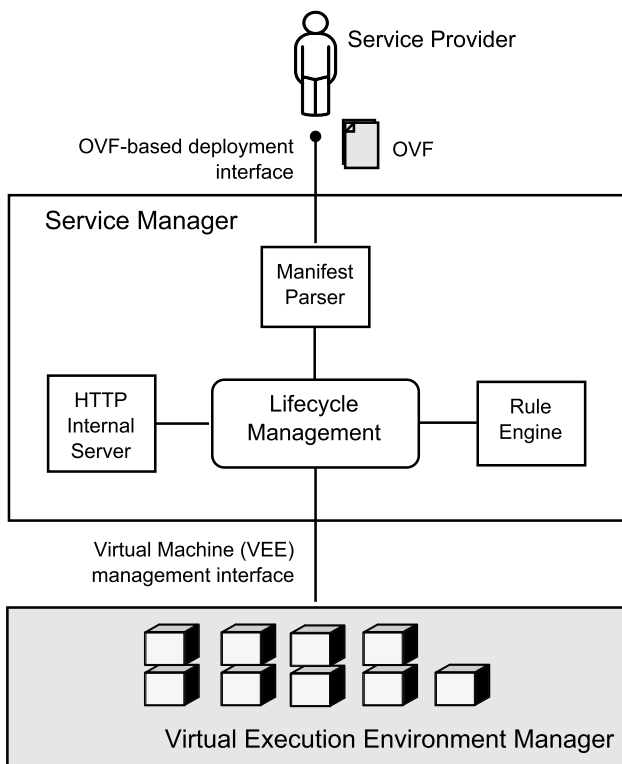 Service Provider
OVF-based deployment
interface
OVF
Service Manager
Manifest
Parser
HTTP
Internal
Server
Lifecycle
Management
Rule
Engine
Virtual Machine (VEE)
management interface
Virtual Execution Environment Manager